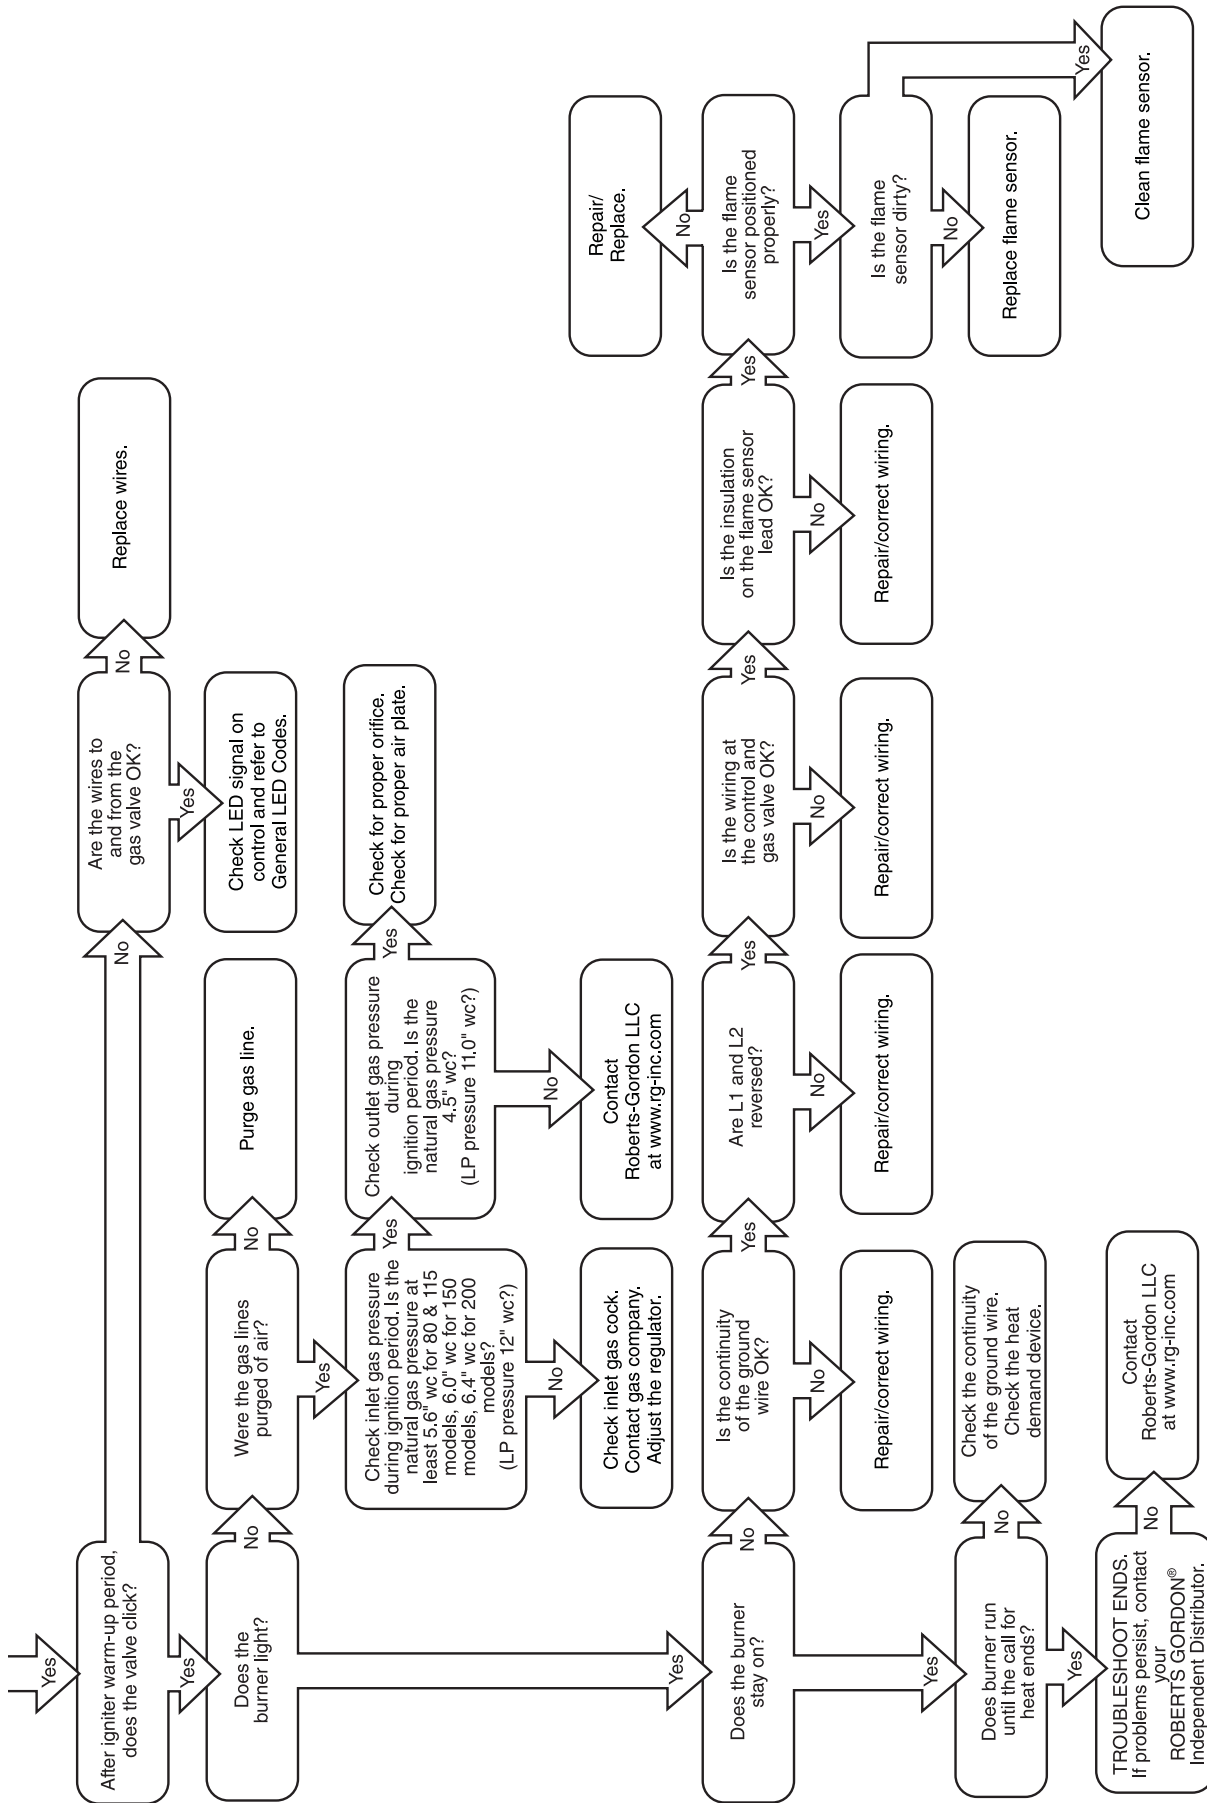 Yes
After igniter warm-up period,
does the valve click?
No
Are the wires to
and from the
gas valve OK?
No
Replace wires.
Yes
Check LED signal on
control and refer to
General LED Codes.
Yes
Does the
burner light?
No
Were the gas lines
purged of air?
No
Purge gas line.
Yes
Check inlet gas pressure
during ignition period. Is the
natural gas pressure at
least 5.6" wc for 80 & 115
models, 6.0" wc for 150
models, 6.4" wc for 200
models?
(LP pressure 12" wc?)
Yes
Check outlet gas pressure
during
ignition period. Is the
natural gas pressure
4.5" wc?
(LP pressure 11.0" wc?)
Yes
Check for proper orifice.
Check for proper air plate.
No
Check inlet gas cock.
Contact gas company.
Adjust the regulator.
No
Contact
Roberts-Gordon LLC
at www.rg-inc.com
Yes
Does the burner
stay on?
No
Is the continuity
of the ground
wire OK?
Yes
Are L1 and L2
reversed?
Yes
Is the wiring at
the control and
gas valve OK?
Yes
Is the insulation
on the flame sensor
lead OK?
Yes
Is the flame
sensor positioned
properly?
No
Repair/
Replace.
No
Repair/correct wiring.
No
Repair/correct wiring.
No
Repair/correct wiring.
No
Repair/correct wiring.
Yes
Is the flame
sensor dirty?
No
Replace flame sensor.
Yes
Clean flame sensor.
Yes
Does burner run
until the call for
heat ends?
No
Check the continuity
of the ground wire.
Check the heat
demand device.
Yes
TROUBLESHOOT ENDS.
If problems persist, contact
your
ROBERTS GORDON®
Independent Distributor.
No
Contact
Roberts-Gordon LLC
at www.rg-inc.com